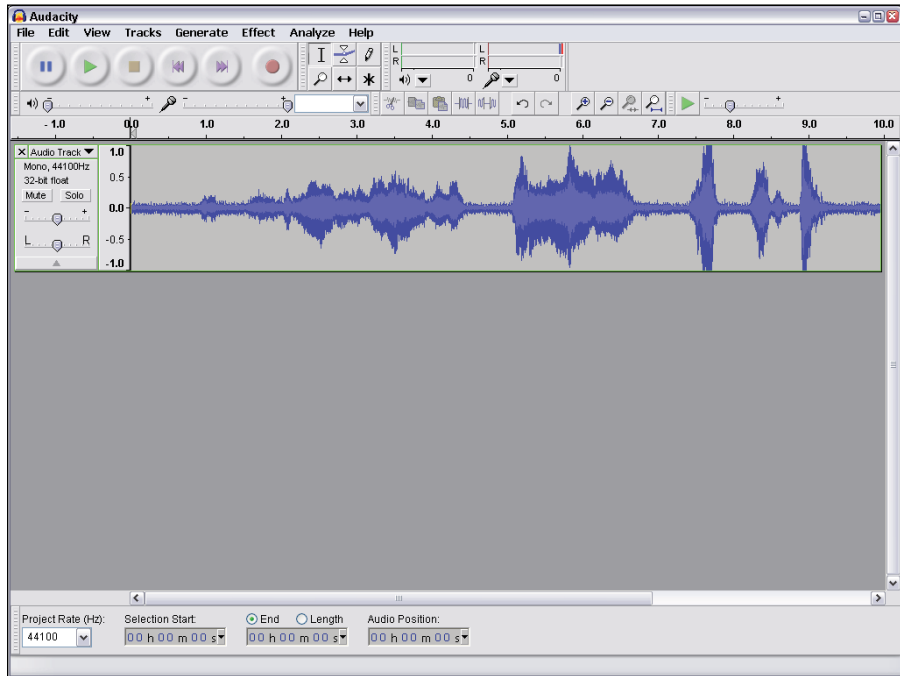 Audacity
File Edit View Tracks Generate Effect Analyze Help
L
R
L
R
0
0
- + - +
- +
- 1.0 0.0 1.0 2.0 3.0 4.0 5.0 6.0 7.0 8.0 9.0 10.0
Audio Track
Mono, 44100Hz
32-bit float
Mute Solo
- +
L R
1.0
0.5
0.0
-0.5
-1.0
Project Rate (Hz): Selection Start: End Length Audio Position:
44100 00 h 00 m 00 s 00 h 00 m 00 s 00 h 00 m 00 s